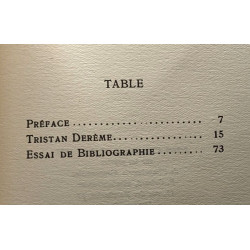 TABLE
PRÉFACE . . . . . . . . . . . . . . . . . . 7
TRISTAN DERÈME . . . . . . . . . . . 15
ESSAI DE BIBLIOGRAPHIE . . . . . 73